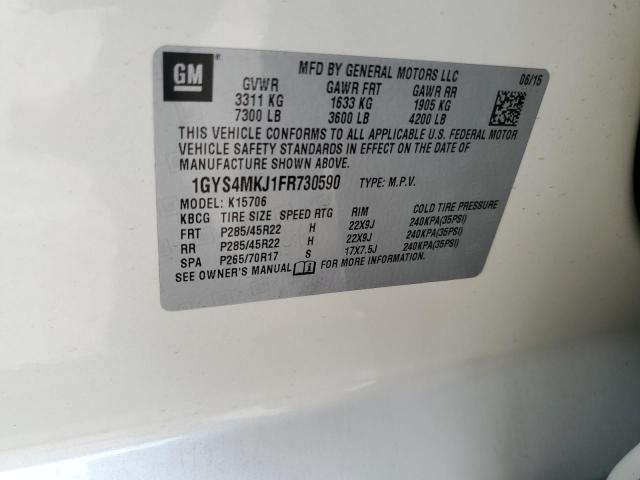 GM
MFD BY GENERAL MOTORS LLC 06/15
GVWR GAWR FRT GAWR RR
3311 KG 1633 KG 1905 KG
7300 LB 3600 LB 4200 LB
THIS VEHICLE CONFORMS TO ALL APPLICABLE U.S. FEDERAL MOTOR
VEHICLE SAFETY STANDARDS IN EFFECT ON THE DATE OF
MANUFACTURE SHOWN ABOVE.
1GYS4MKJ1FR730590 TYPE: M.P.V.
MODEL: K15706
KBCG TIRE SIZE SPEED RTG RIM COLD TIRE PRESSURE
FRT P285/45R22 H 22X9J 240KPA(35PSI)
RR P285/45R22 H 22X9J 240KPA(35PSI)
SPA P265/70R17 S 17X7.5J 240KPA(35PSI)
SEE OWNER'S MANUAL FOR MORE INFORMATION.